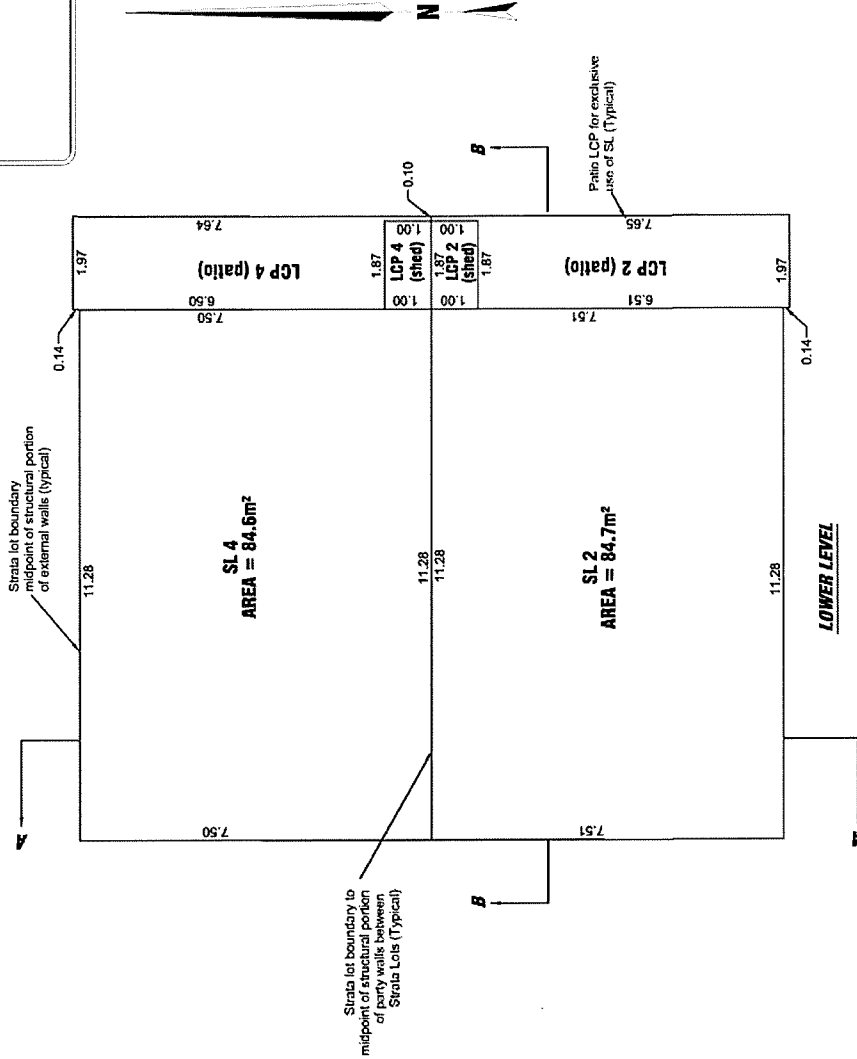 N
Strata lot boundary
midpoint of structural portion
of external walls (typical)
A
0.14
1.97
7.64
LCP 4 (patio)
6.50
7.50
11.28
SL 4
AREA = 84.6m²
7.50
1.87
1.00
LCP 4
(shed)
1.00
0.10
B
11.28
11.28
1.87
LCP 2
(shed)
1.00
1.00
1.87
Patio LCP for exclusive
use of SL (Typical)
Strata lot boundary to
midpoint of structural portion
of party walls between
Strata Lots (Typical)
B
SL 2
AREA = 84.7m²
7.51
7.51
6.51
LCP 2 (patio)
7.65
1.97
0.14
11.28
LOWER LEVEL